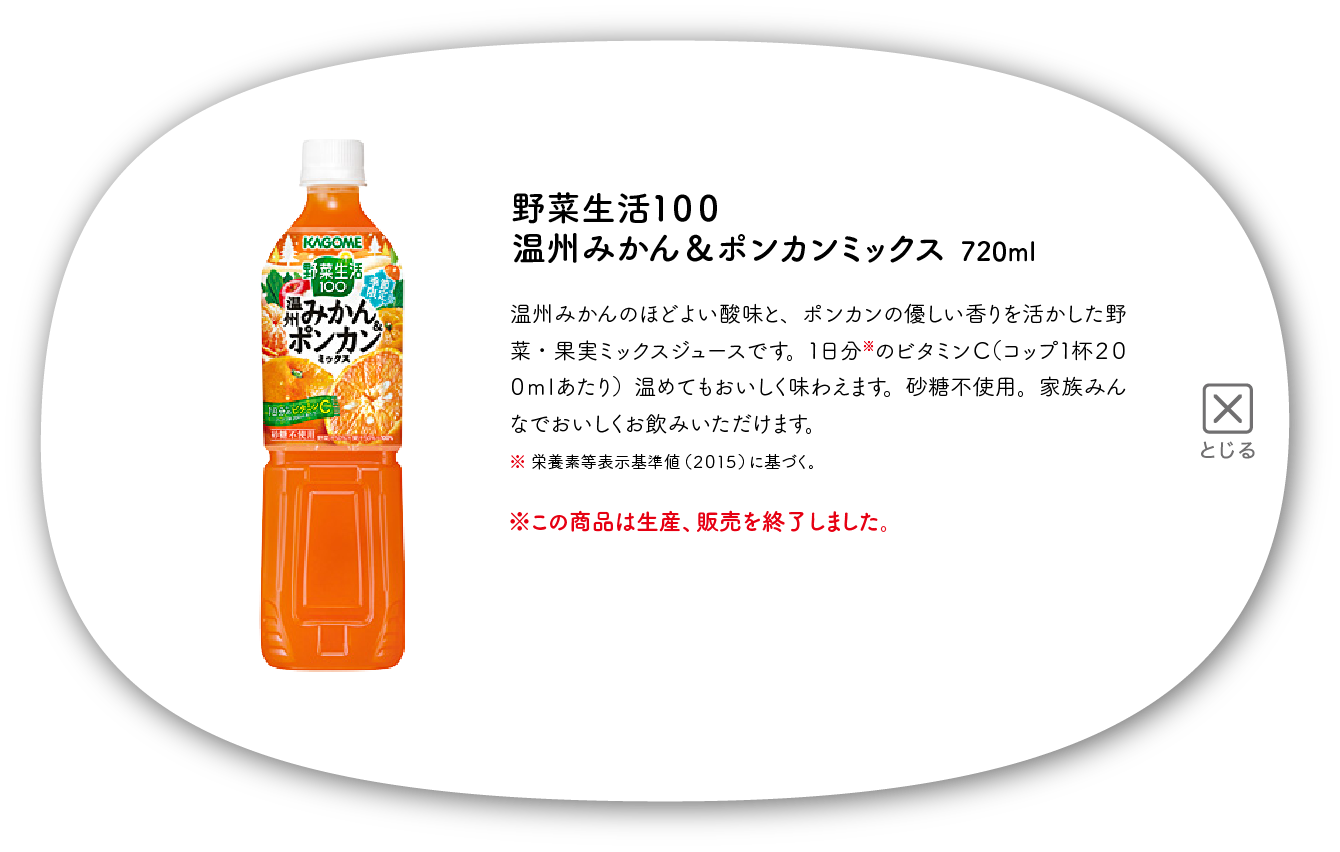 KAGOME
野菜生活
100
季節限定
温州みかん&
ポンカン
ミックス
1日分のビタミンC
砂糖不使用
野菜生活100
温州みかん&ポンカンミックス 720ml
温州みかんのほどよい酸味と、ポンカンの優しい香りを活かした野
菜・果実ミックスジュースです。1日分※のビタミンC(コップ1杯20
0mlあたり)温めてもおいしく味わえます。砂糖不使用。家族みん
なでおいしくお飲みいただけます。
※ 栄養素等表示基準値(2015)に基づく。
※この商品は生産、販売を終了しました。
とじる